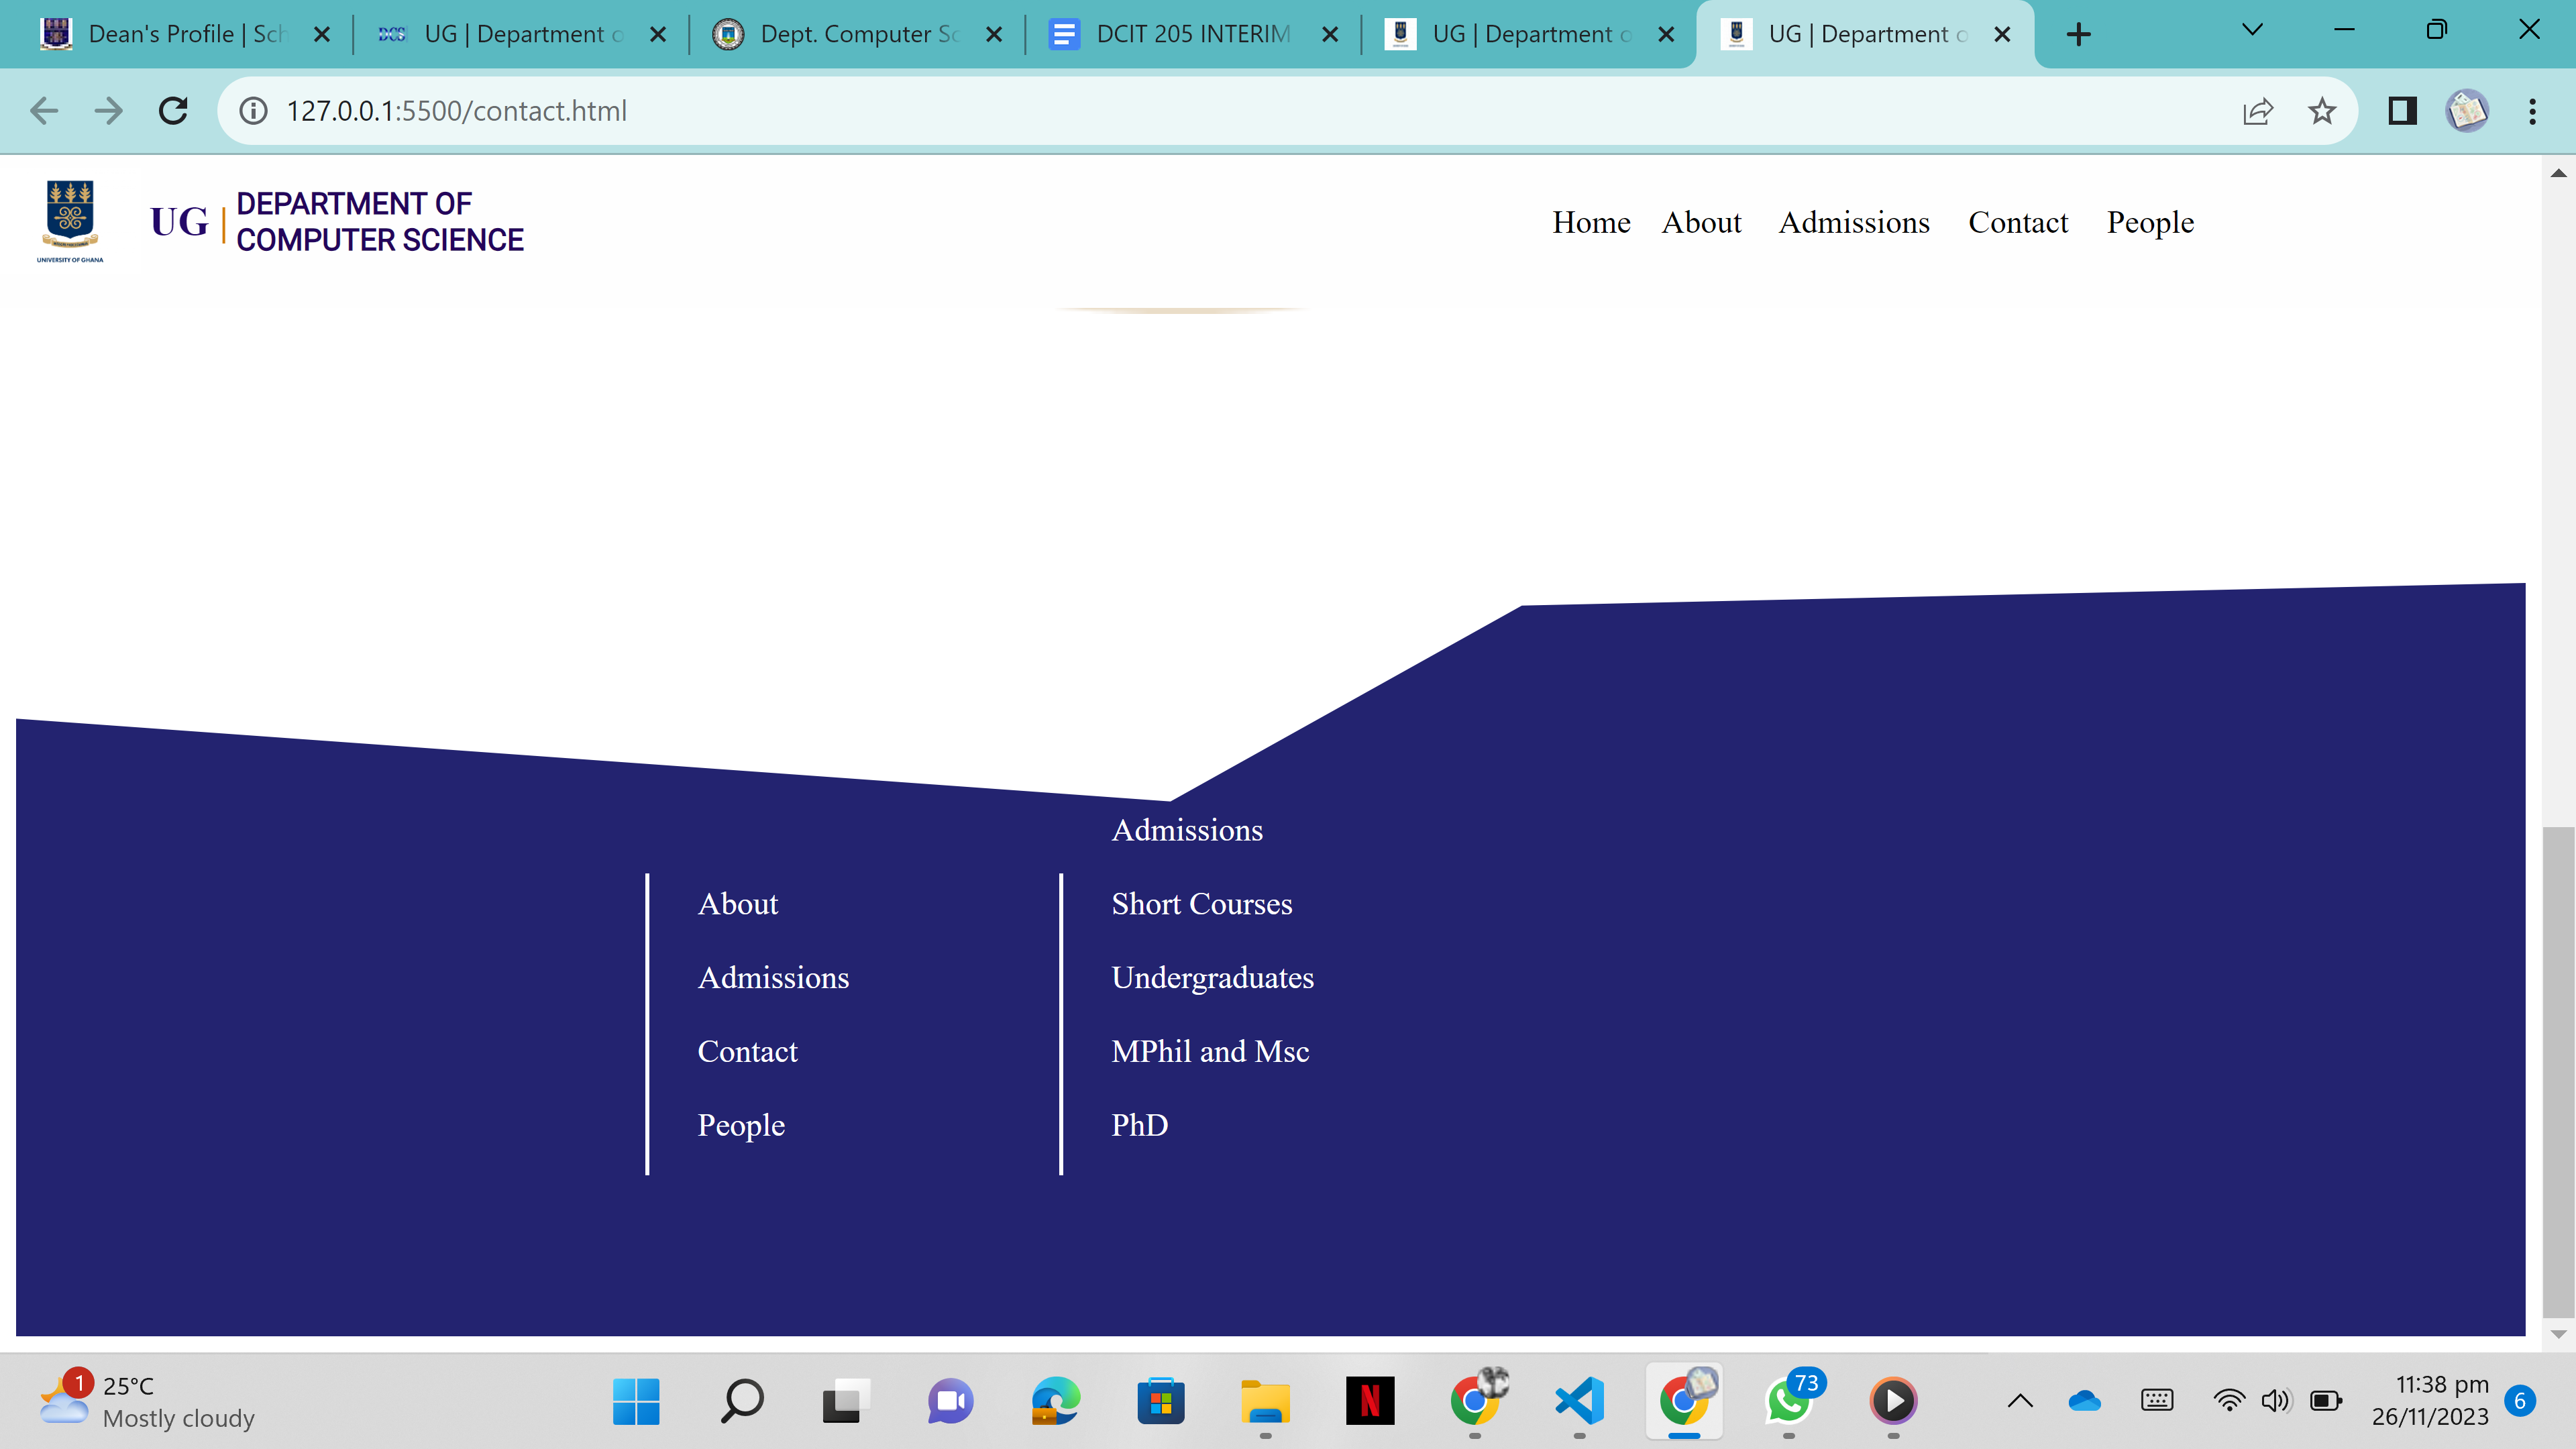 Dean's Profile | Sch
DCS
UG | Department o
Dept. Computer Sc
DCIT 205 INTERIM
UG | Department o
UG | Department o
127.0.0.1:5500/contact.html
UNIVERSITY OF GHANA
UG | DEPARTMENT OF
COMPUTER SCIENCE
Home About Admissions Contact People
About
Admissions
Contact
People
Admissions
Short Courses
Undergraduates
MPhil and Msc
PhD
1
25°C
Mostly cloudy
N
73
11:38 pm
26/11/2023
6